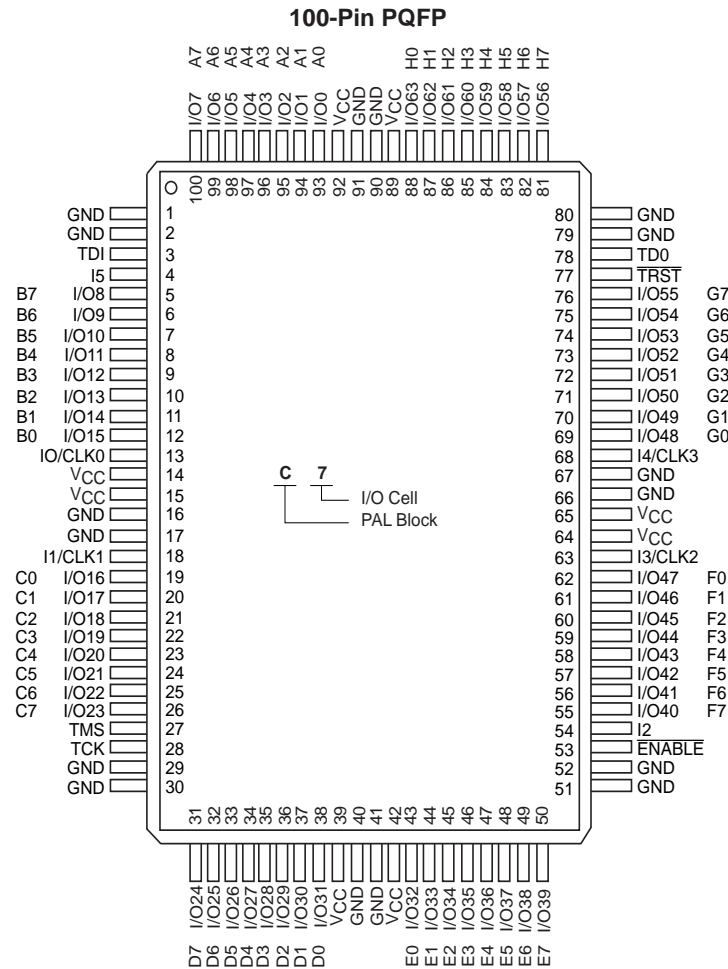 100-Pin PQFP
A7 A6 A5 A4 A3 A2 A1 A0 H0 H1 H2 H3 H4 H5 H6 H7
I/O7 I/O6 I/O5 I/O4 I/O3 I/O2 I/O1 I/O0 VCC GND GND VCC I/O63 I/O62 I/O61 I/O60 I/O59 I/O58 I/O57 I/O56
100 99 98 97 96 95 94 93 92 91 90 89 88 87 86 85 84 83 82 81
GND 1 80 GND
GND 2 79 GND
TDI 3 78 TD0
I5 4 77 TRST
B7 I/O8 5 76 I/O55 G7
B6 I/O9 6 75 I/O54 G6
B5 I/O10 7 74 I/O53 G5
B4 I/O11 8 73 I/O52 G4
B3 I/O12 9 72 I/O51 G3
B2 I/O13 10 71 I/O50 G2
B1 I/O14 11 70 I/O49 G1
B0 I/O15 12 69 I/O48 G0
IO/CLK0 13 68 I4/CLK3
VCC 14 C 7 67 GND
VCC 15 I/O Cell 66 GND
GND 16 PAL Block 65 VCC
GND 17 64 VCC
I1/CLK1 18 63 I3/CLK2
C0 I/O16 19 62 I/O47 F0
C1 I/O17 20 61 I/O46 F1
C2 I/O18 21 60 I/O45 F2
C3 I/O19 22 59 I/O44 F3
C4 I/O20 23 58 I/O43 F4
C5 I/O21 24 57 I/O42 F5
C6 I/O22 25 56 I/O41 F6
C7 I/O23 26 55 I/O40 F7
TMS 27 54 I2
TCK 28 53 ENABLE
GND 29 52 GND
GND 30 51 GND
31 32 33 34 35 36 37 38 39 40 41 42 43 44 45 46 47 48 49 50
I/O24 I/O25 I/O26 I/O27 I/O28 I/O29 I/O30 I/O31 VCC GND GND VCC I/O32 I/O33 I/O34 I/O35 I/O36 I/O37 I/O38 I/O39
D7 D6 D5 D4 D3 D2 D1 D0 E0 E1 E2 E3 E4 E5 E6 E7